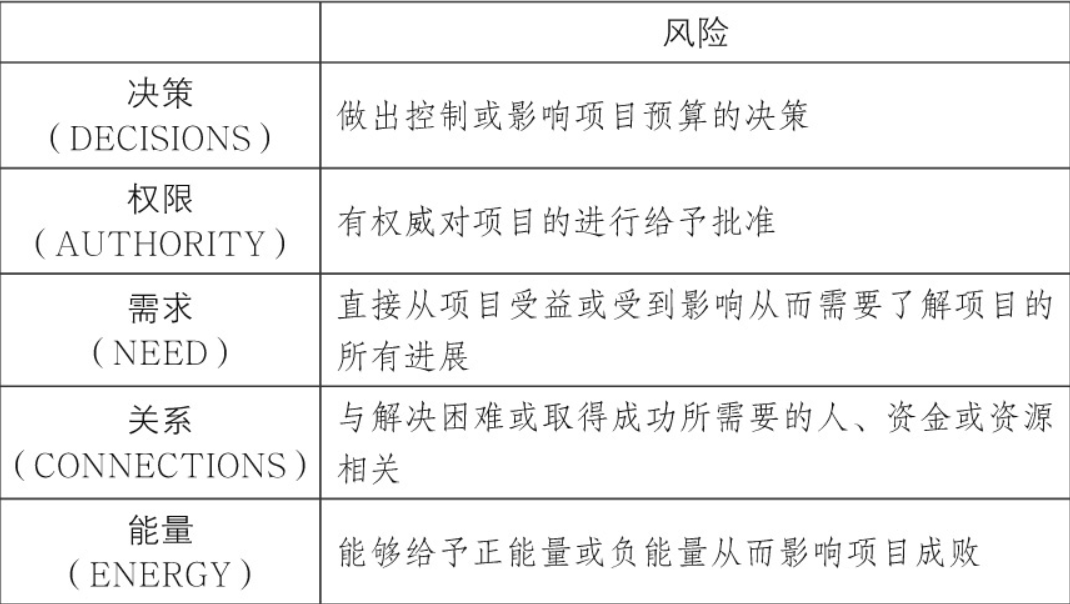 风险
决策
（DECISIONS）
做出控制或影响项目预算的决策
权限
（AUTHORITY）
有权威对项目的进行给予批准
需求
（NEED）
直接从项目受益或受到影响从而需要了解项目的
所有进展
关系
（CONNECTIONS）
与解决困难或取得成功所需要的人、资金或资源
相关
能量
（ENERGY）
能够给予正能量或负能量从而影响项目成败